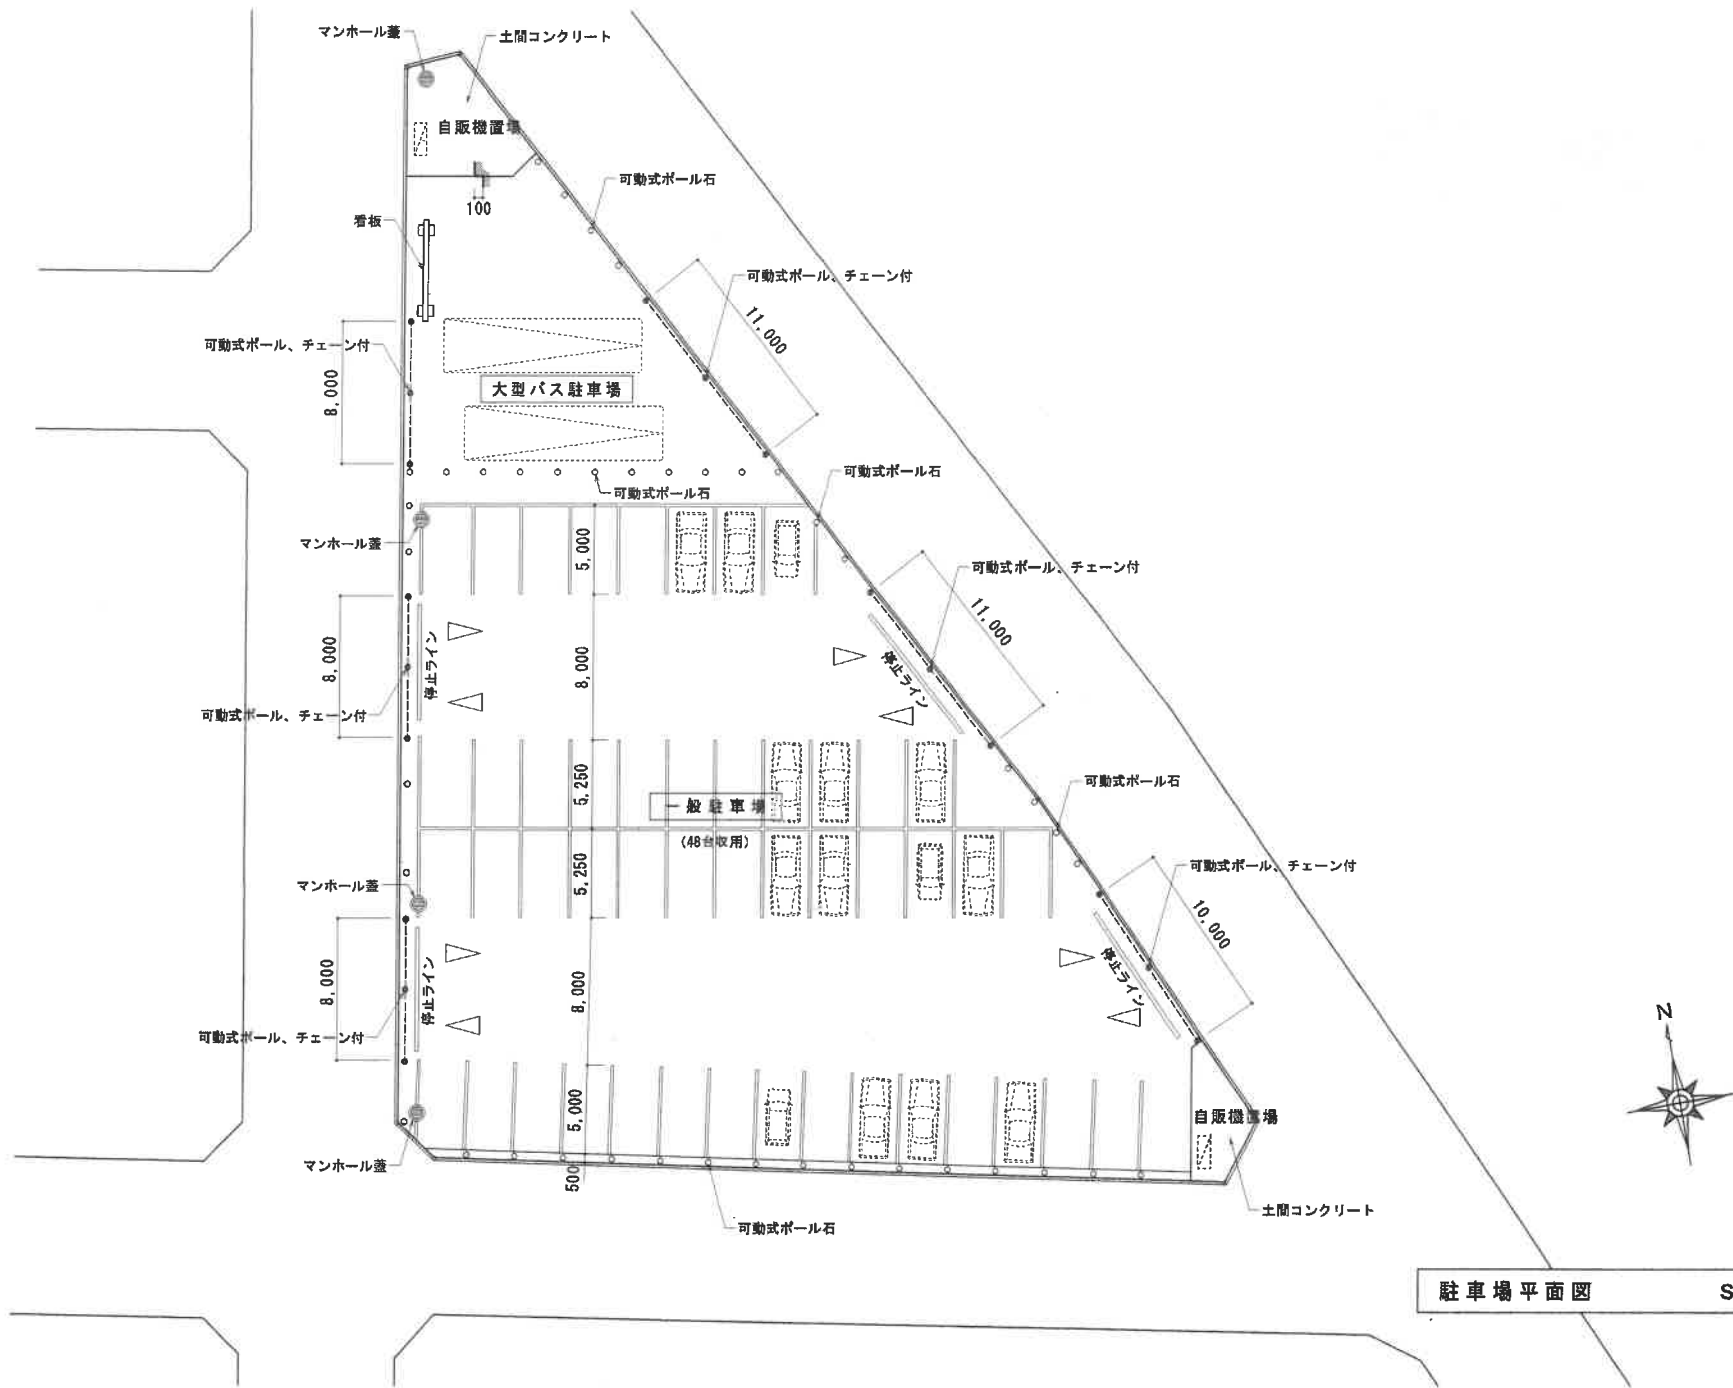 マンホール蓋
土間コンクリート
自販機置場
100
可動式ポール石
看板
可動式ポール、チェーン付
11,000
可動式ポール、チェーン付
8,000
大型バス駐車場
可動式ポール石
可動式ポール石
マンホール蓋
5,000
可動式ポール、チェーン付
11,000
8,000
停止ライン
8,000
停止ライン
可動式ポール、チェーン付
5,250
一般駐車場
(48台収用)
可動式ポール石
5,250
マンホール蓋
可動式ポール、チェーン付
10,000
8,000
停止ライン
8,000
停止ライン
可動式ポール、チェーン付
N
5,000
自販機置場
マンホール蓋
500
可動式ポール石
土間コンクリート
駐車場平面図 S